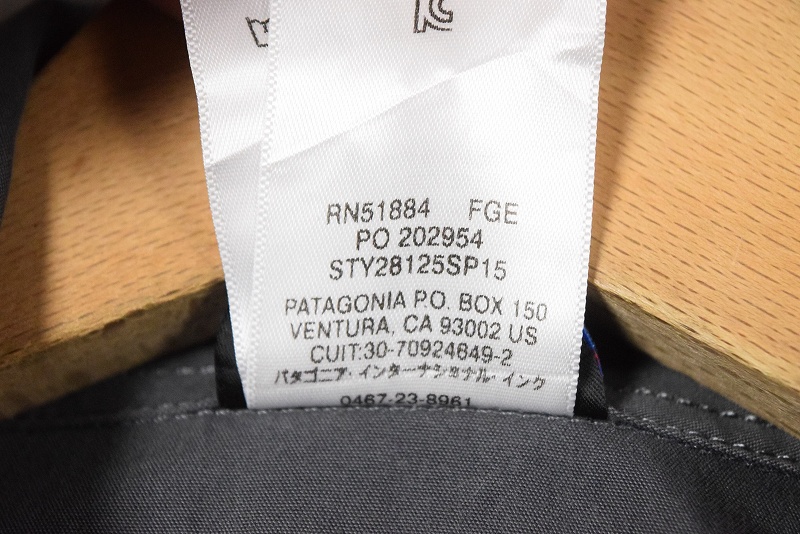 RN51884 FGE
PO 202954
STY28125SP15
PATAGONIA P.O. BOX 150
VENTURA, CA 93002 US
CUIT:30-70924649-2
パタゴニア・インターナショナル・インク
0467-23-8961